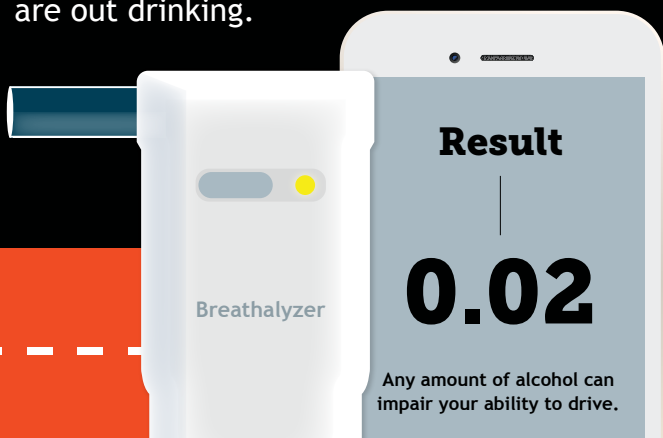 are out drinking.
Result
0.02
Breathalyzer
Any amount of alcohol can
impair your ability to drive.